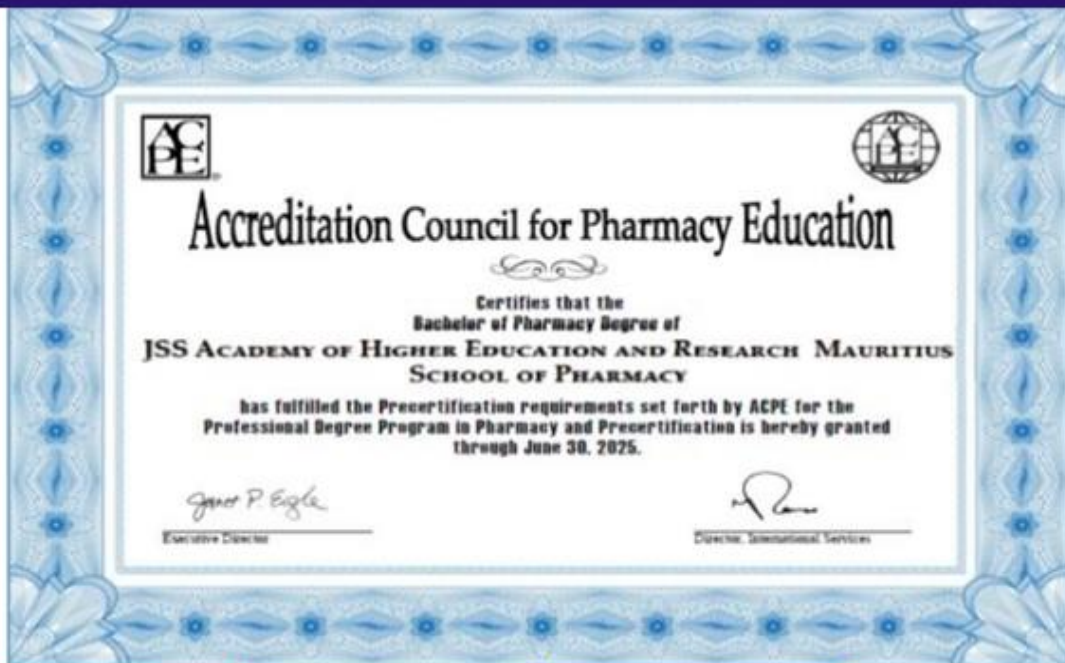 ACPE
ACPE
Accreditation Council for Pharmacy Education
Certifies that the
Bachelor of Pharmacy Degree of
JSS Academy of Higher Education and Research Mauritius
School of Pharmacy
has fulfilled the Precertification requirements set forth by ACPE for the
Professional Degree Program in Pharmacy and Precertification is hereby granted
through June 30, 2025.
Executive Director
Director, International Services